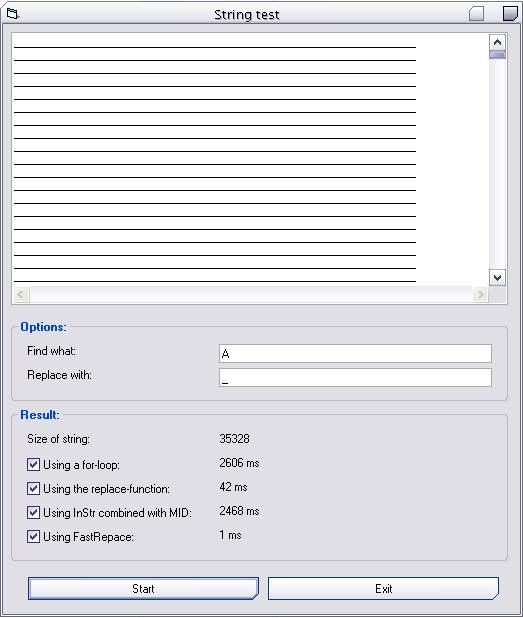 String test
Options:
Find what: A
Replace with: _
Result:
Size of string: 35328
Using a for-loop: 2606 ms
Using the replace-function: 42 ms
Using InStr combined with MID: 2468 ms
Using FastRepace: 1 ms
Start Exit